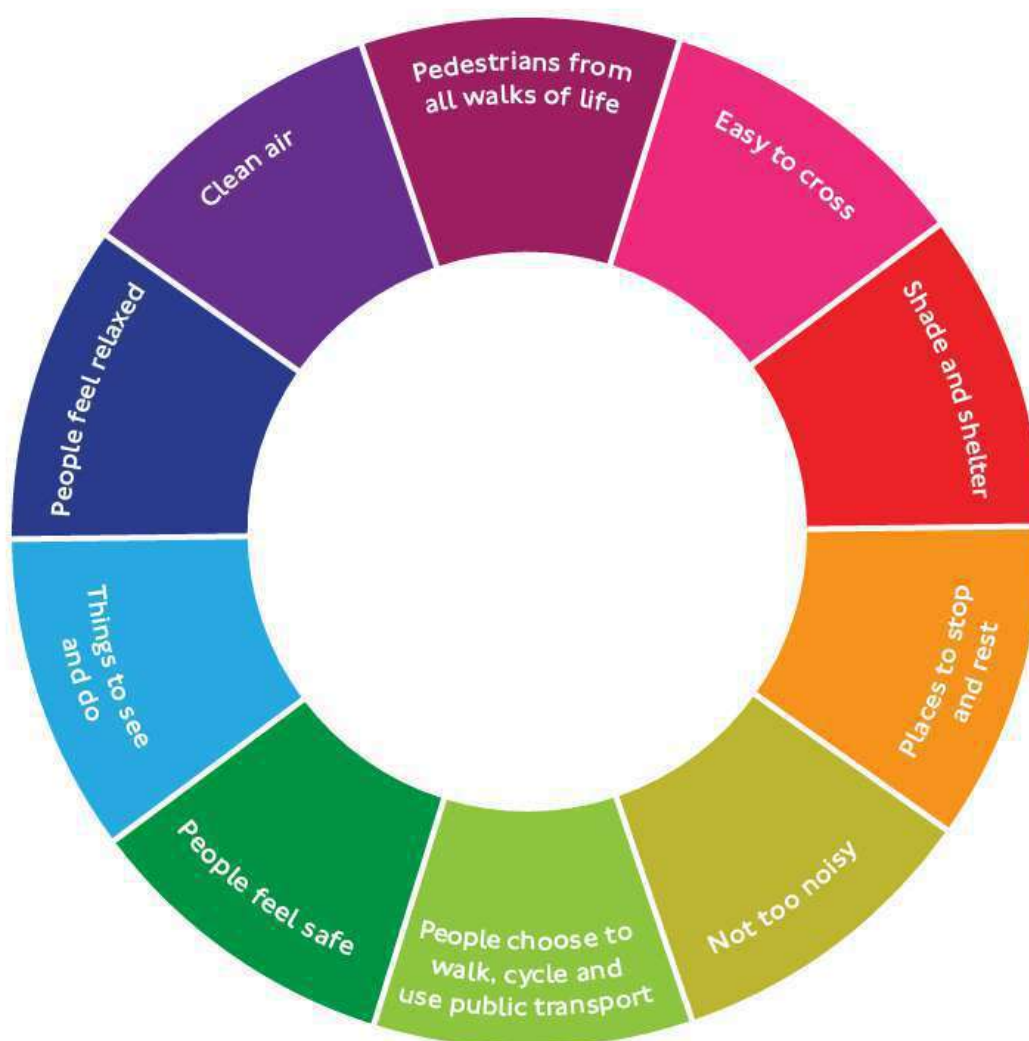 Pedestrians from
all walks of life
Easy to cross
Shade and shelter
Places to stop
and rest
Not too noisy
People choose to
walk, cycle and
use public transport
People feel safe
Things to see
and do
People feel relaxed
Clean air